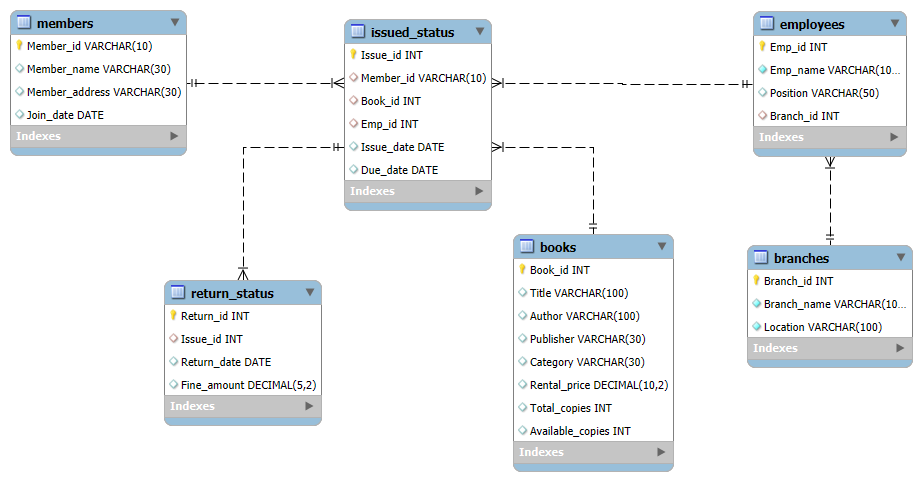 members
Member_id VARCHAR(10)
Member_name VARCHAR(30)
Member_address VARCHAR(30)
Join_date DATE
Indexes
issued_status
Issue_id INT
Member_id VARCHAR(10)
Book_id INT
Emp_id INT
Issue_date DATE
Due_date DATE
Indexes
employees
Emp_id INT
Emp_name VARCHAR(10...
Position VARCHAR(50)
Branch_id INT
Indexes
return_status
Return_id INT
Issue_id INT
Return_date DATE
Fine_amount DECIMAL(5,2)
Indexes
books
Book_id INT
Title VARCHAR(100)
Author VARCHAR(100)
Publisher VARCHAR(30)
Category VARCHAR(30)
Rental_price DECIMAL(10,2)
Total_copies INT
Available_copies INT
Indexes
branches
Branch_id INT
Branch_name VARCHAR(10...
Location VARCHAR(100)
Indexes